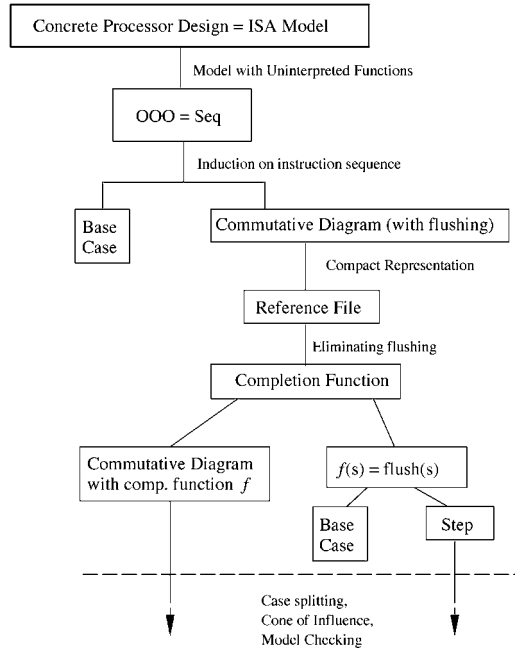 Concrete Processor Design = ISA Model
Model with Uninterpreted Functions
OOO = Seq
Induction on instruction sequence
Base
Case
Commutative Diagram (with flushing)
Compact Representation
Reference File
Eliminating flushing
Completion Function
Commutative Diagram
with comp. function f
f(s) = flush(s)
Base
Case
Step
Case splitting,
Cone of Influence,
Model Checking